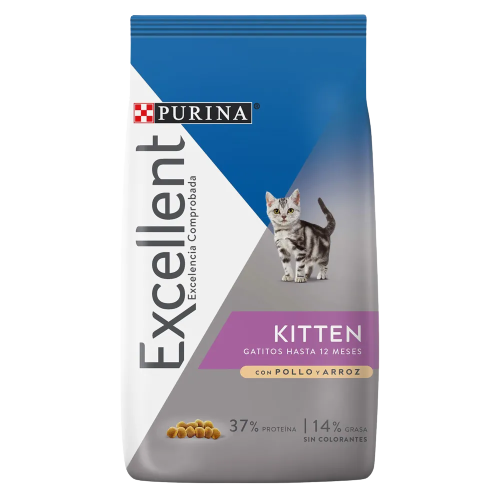 PURINA®
Excellent
Excelencia Comprobada
KITTEN
GATITOS HASTA 12 MESES
CON POLLO Y ARROZ
37% PROTEÍNA | 14% GRASA
SIN COLORANTES